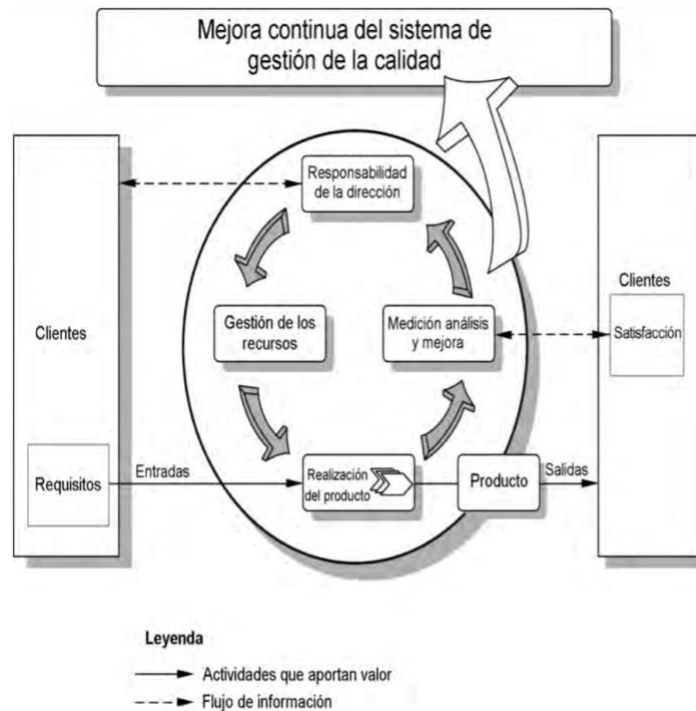 Mejora continua del sistema de
gestión de la calidad
Responsabilidad
de la dirección
Clientes
Gestión de los
recursos
Medición análisis
y mejora
Clientes
Satisfacción
Requisitos
Entradas
Realización
del producto
Producto
Salidas
Leyenda
Actividades que aportan valor
Flujo de información